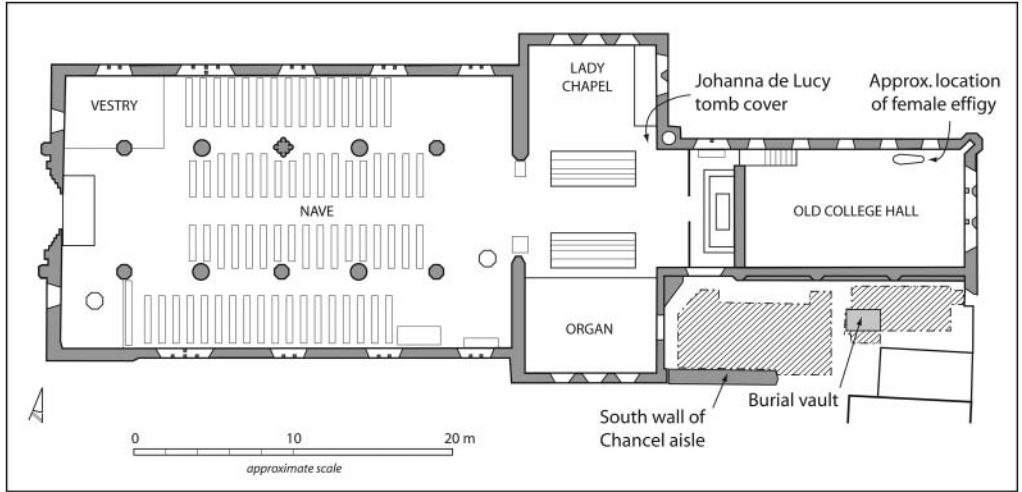 LADY
CHAPEL
Johanna de Lucy
tomb cover
Approx. location
of female effigy
VESTRY
NAVE
OLD COLLEGE HALL
ORGAN
South wall of
Chancel aisle
Burial vault
0 10 20 m
approximate scale